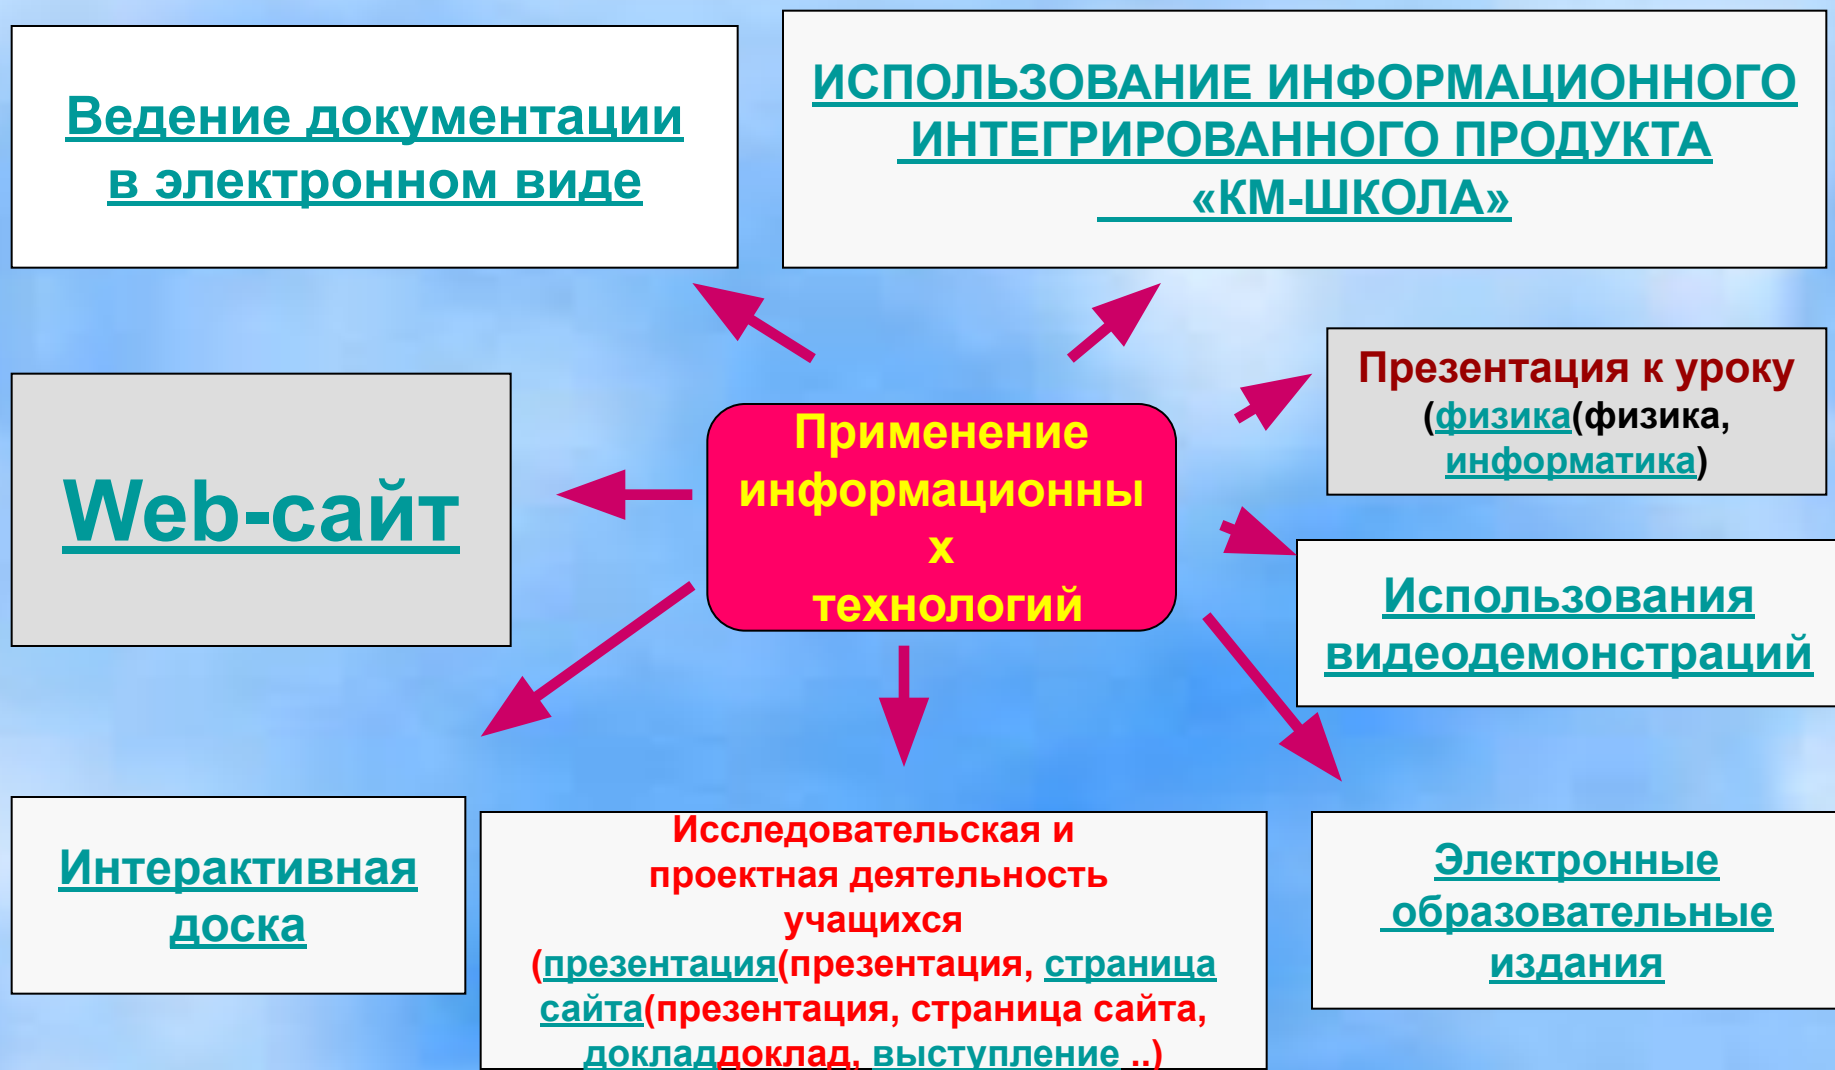 Ведение документации
в электронном виде
ИСПОЛЬЗОВАНИЕ ИНФОРМАЦИОННОГО
ИНТЕГРИРОВАННОГО ПРОДУКТА
«КМ-ШКОЛА»
Презентация к уроку
(физика(физика,
информатика)
Web-сайт
Применение
информационны
х
технологий
Использования
видеодемонстраций
Интерактивная
доска
Исследовательская и
проектная деятельность
учащихся
(презентация(презентация, страница
сайта(презентация, страница сайта,
докладдоклад, выступление ..)
Электронные
образовательные
издания